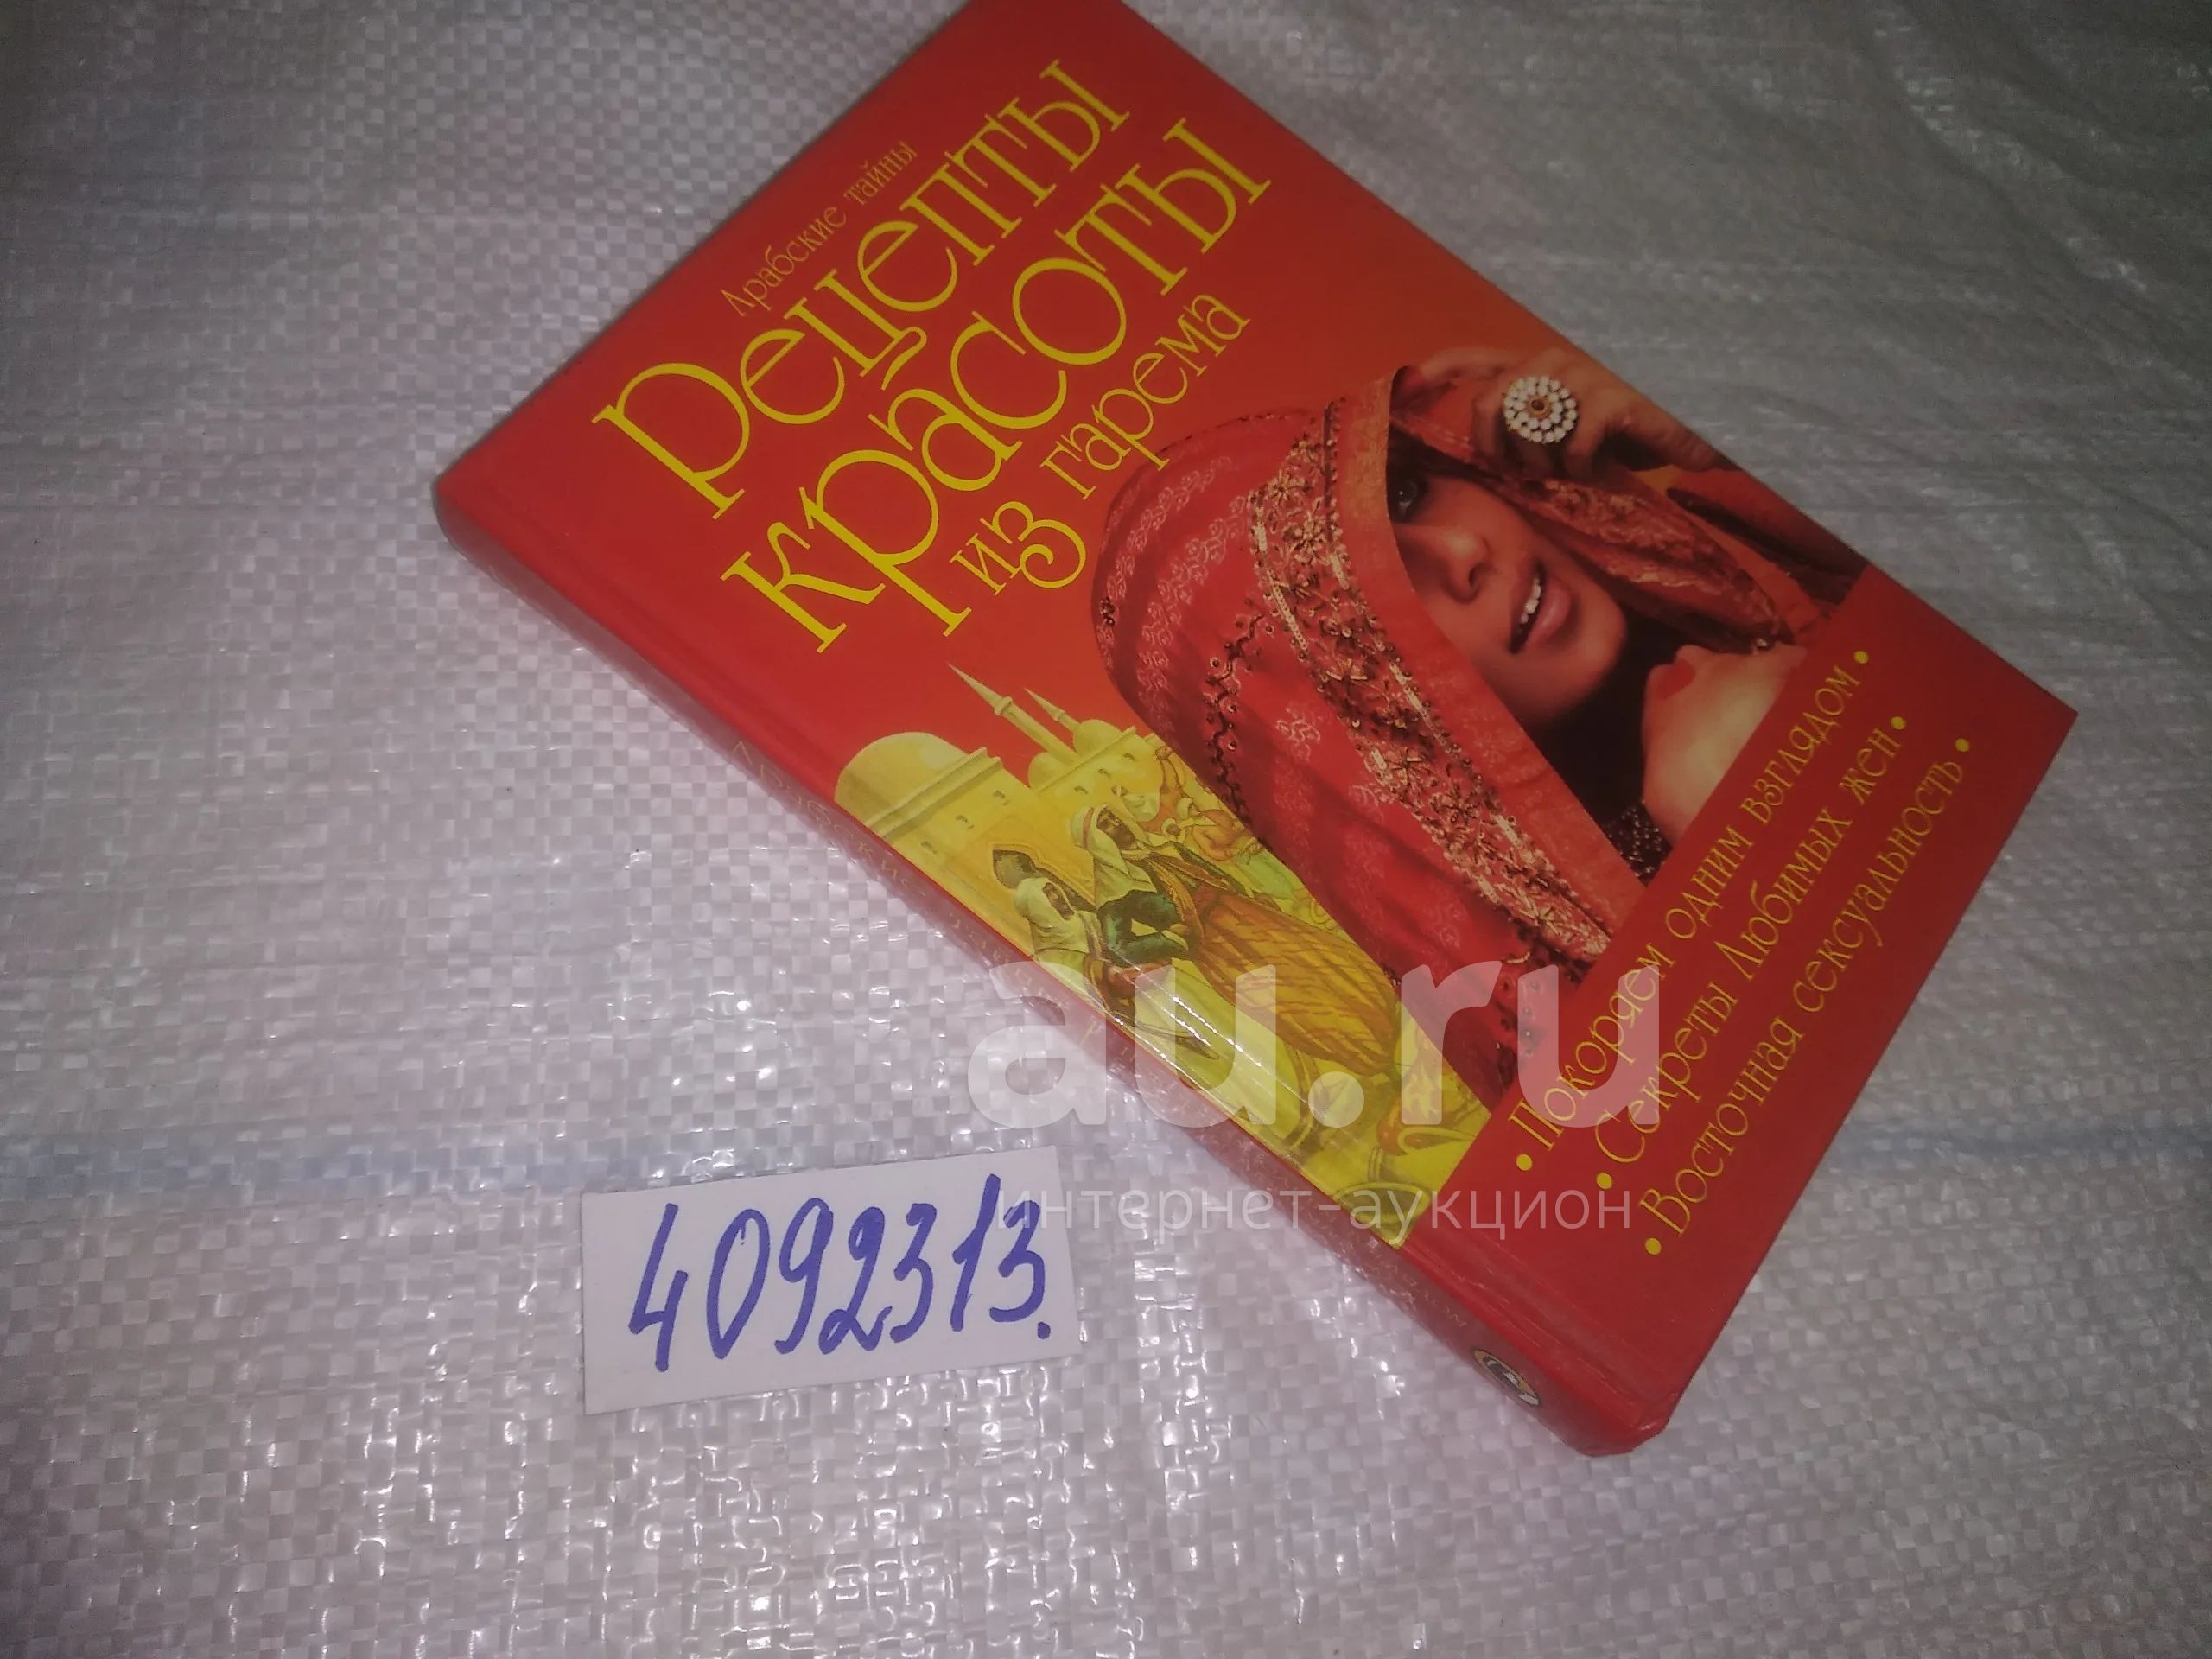 Арабские тайны
Рецепты
красоты
из гарема
• Покоряем одним взглядом •
• Секреты Любимых жен •
• Восточная сексуальность •
Арабские
au.ru
интернет-аукцион
4092313.